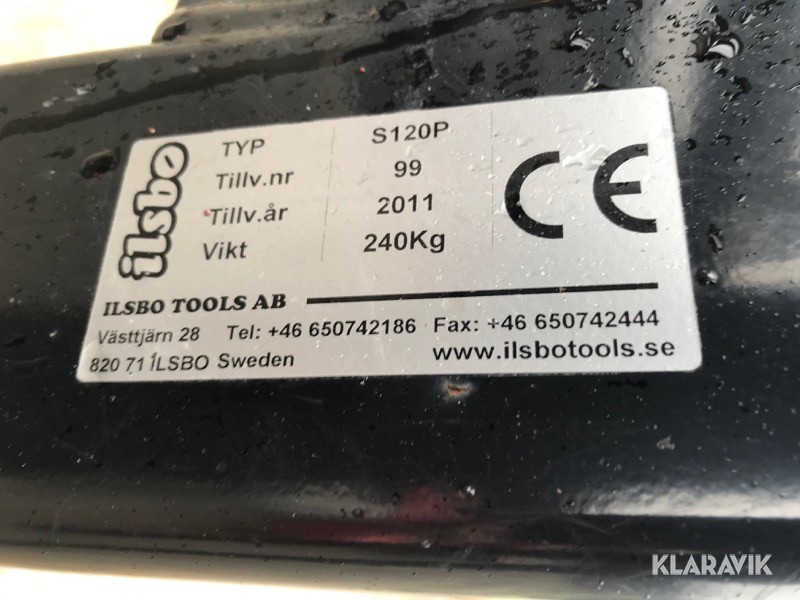 ilsbo
TYP S120P
Tillv.nr 99
Tillv.år 2011
Vikt 240Kg
CE
ILSBO TOOLS AB
Västtjärn 28 Tel: +46 650742186 Fax: +46 650742444
820 71 ILSBO Sweden www.ilsbotools.se
KLARAVIK